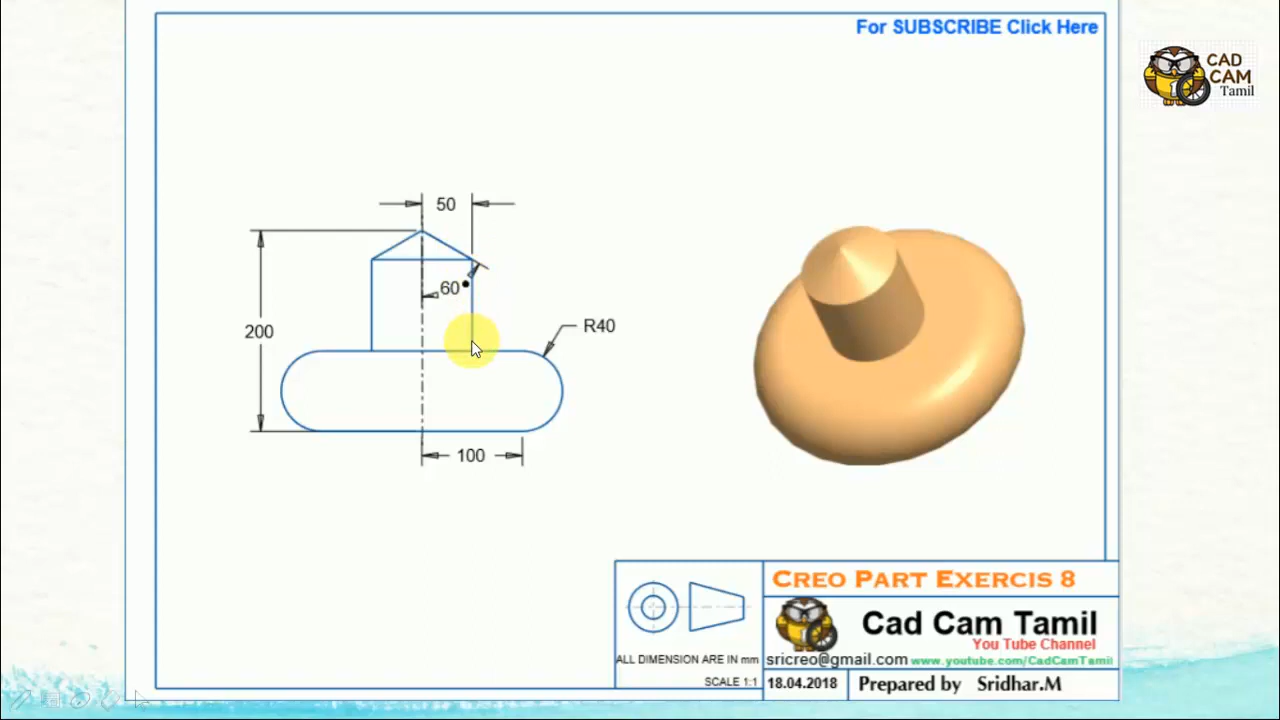 For SUBSCRIBE Click Here
CAD
CAM
Tamil
50
60
200
R40
100
CREO PART EXERCIS 8
Cad Cam Tamil
You Tube Channel
ALL DIMENSION ARE IN mm
sricreo@gmail.com www.youtube.com/CadCamTamil
SCALE 1:1
18.04.2018
Prepared by Sridhar.M